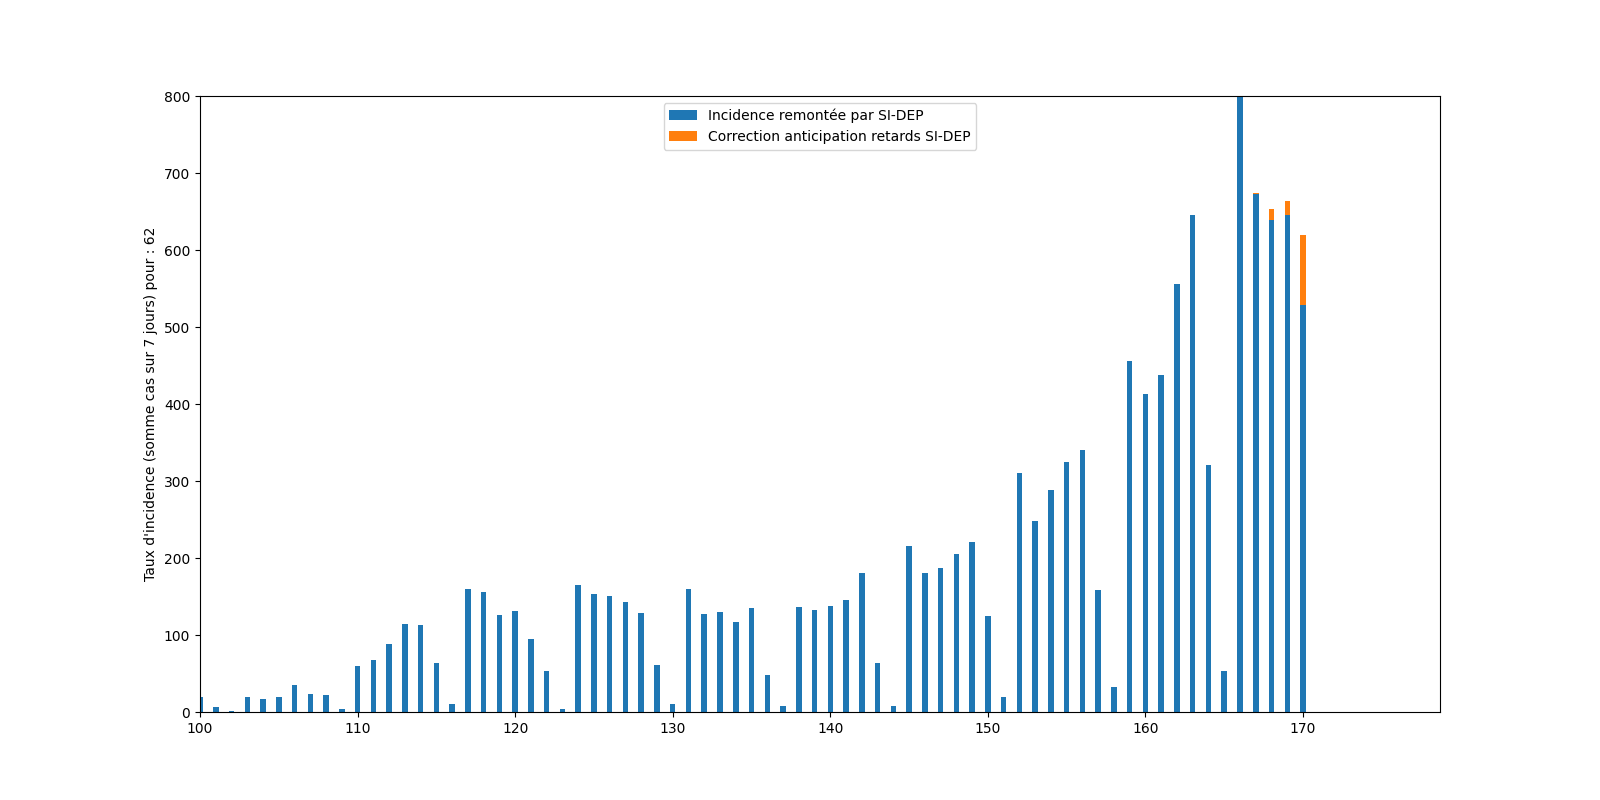 Incidence remontée par SI-DEP
Correction anticipation retards SI-DEP
Taux d'incidence (somme cas sur 7 jours) pour : 62
800
700
600
500
400
300
200
100
0
100 110 120 130 140 150 160 170